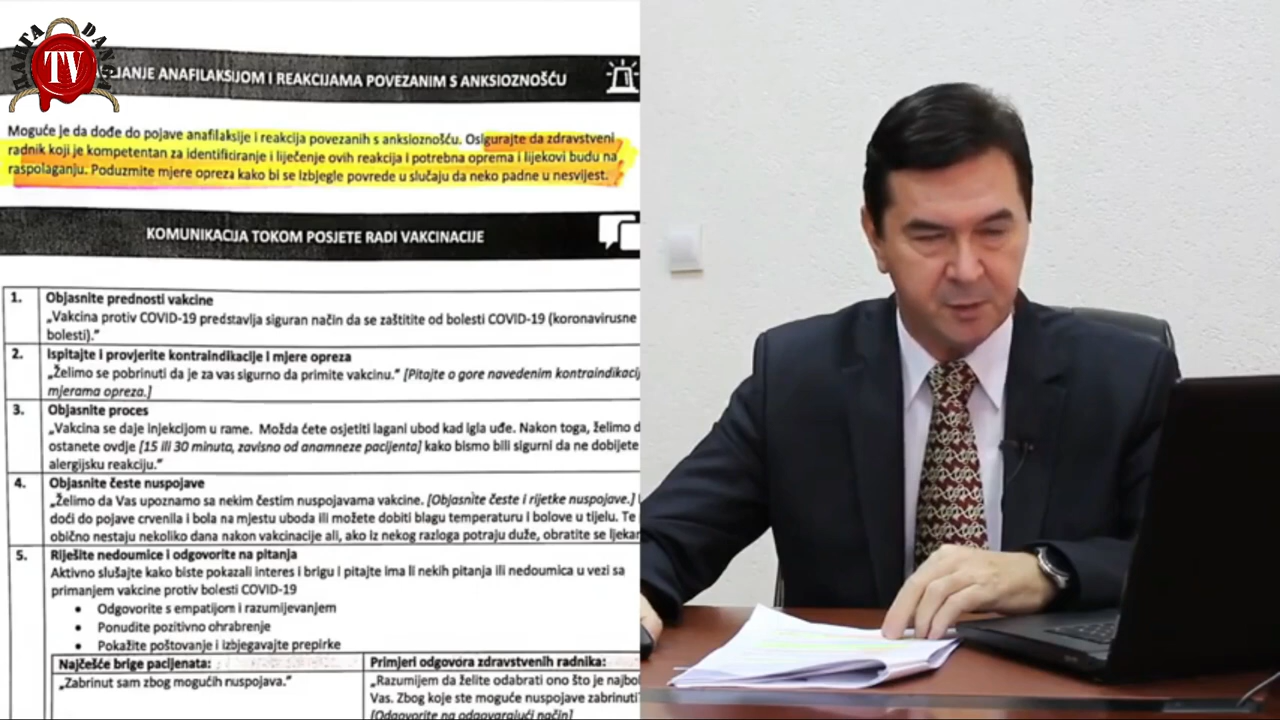 TV
LJANJE ANAFILAKSIJOM I REAKCIJAMA POVEZANIM S ANKSIOZNOŠĆU
Moguće je da dođe do pojave anafilaksije i reakcija povezanih s anksioznošću. Osigurajte da zdravstveni
radnik koji je kompetentan za identificiranje i liječenje ovih reakcija i potrebna oprema i lijekovi budu na
raspolaganju. Poduzmite mjere opreza kako bi se izbjegle povrede u slučaju da neko padne u nesvijest.
KOMUNIKACIJA TOKOM POSJETE RADI VAKCINACIJE
1. Objasnite prednosti vakcine
„Vakcina protiv COVID-19 predstavlja siguran način da se zaštitite od bolesti COVID-19 (koronavirusne
bolesti).”
2. Ispitajte i provjerite kontraindikacije i mjere opreza
„Želimo se pobrinuti da je za vas sigurno da primite vakcinu.” [Pitajte o gore navedenim kontraindikacij
mjerama opreza.]
3. Objasnite proces
„Vakcina se daje injekcijom u rame. Možda ćete osjetiti lagani ubod kad igla uđe. Nakon toga, želimo d
ostanete ovdje [15 ili 30 minuta, zavisno od anamneze pacijenta] kako bismo bili sigurni da ne dobijete
alergijsku reakciju.”
4. Objasnite česte nuspojave
„Želimo da Vas upoznamo sa nekim čestim nuspojavama vakcine. [Objasnite česte i rijetke nuspojave.]
doći do pojave crvenila i bola na mjestu uboda ili možete dobiti blagu temperaturu i bolove u tijelu. Te
obično nestaju nekoliko dana nakon vakcinacije ali, ako iz nekog razloga potraju duže, obratite se ljekar
5. Riješite nedoumice i odgovorite na pitanja
Aktivno slušajte kako biste pokazali interes i brigu i pitajte ima li nekih pitanja ili nedoumica u vezi sa
primanjem vakcine protiv bolesti COVID-19
• Odgovorite s empatijom i razumijevanjem
• Ponudite pozitivno ohrabrenje
• Pokažite poštovanje i izbjegavajte prepirke
Najčešće brige pacijenata: Primjeri odgovora zdravstvenih radnika:
„Zabrinut sam zbog mogućih nuspojava.” „Razumijem da želite odabrati ono što je najbol
Vas. Zbog koje ste moguće nuspojave zabrinuti?
[Odgovorite na odgovarajući način]